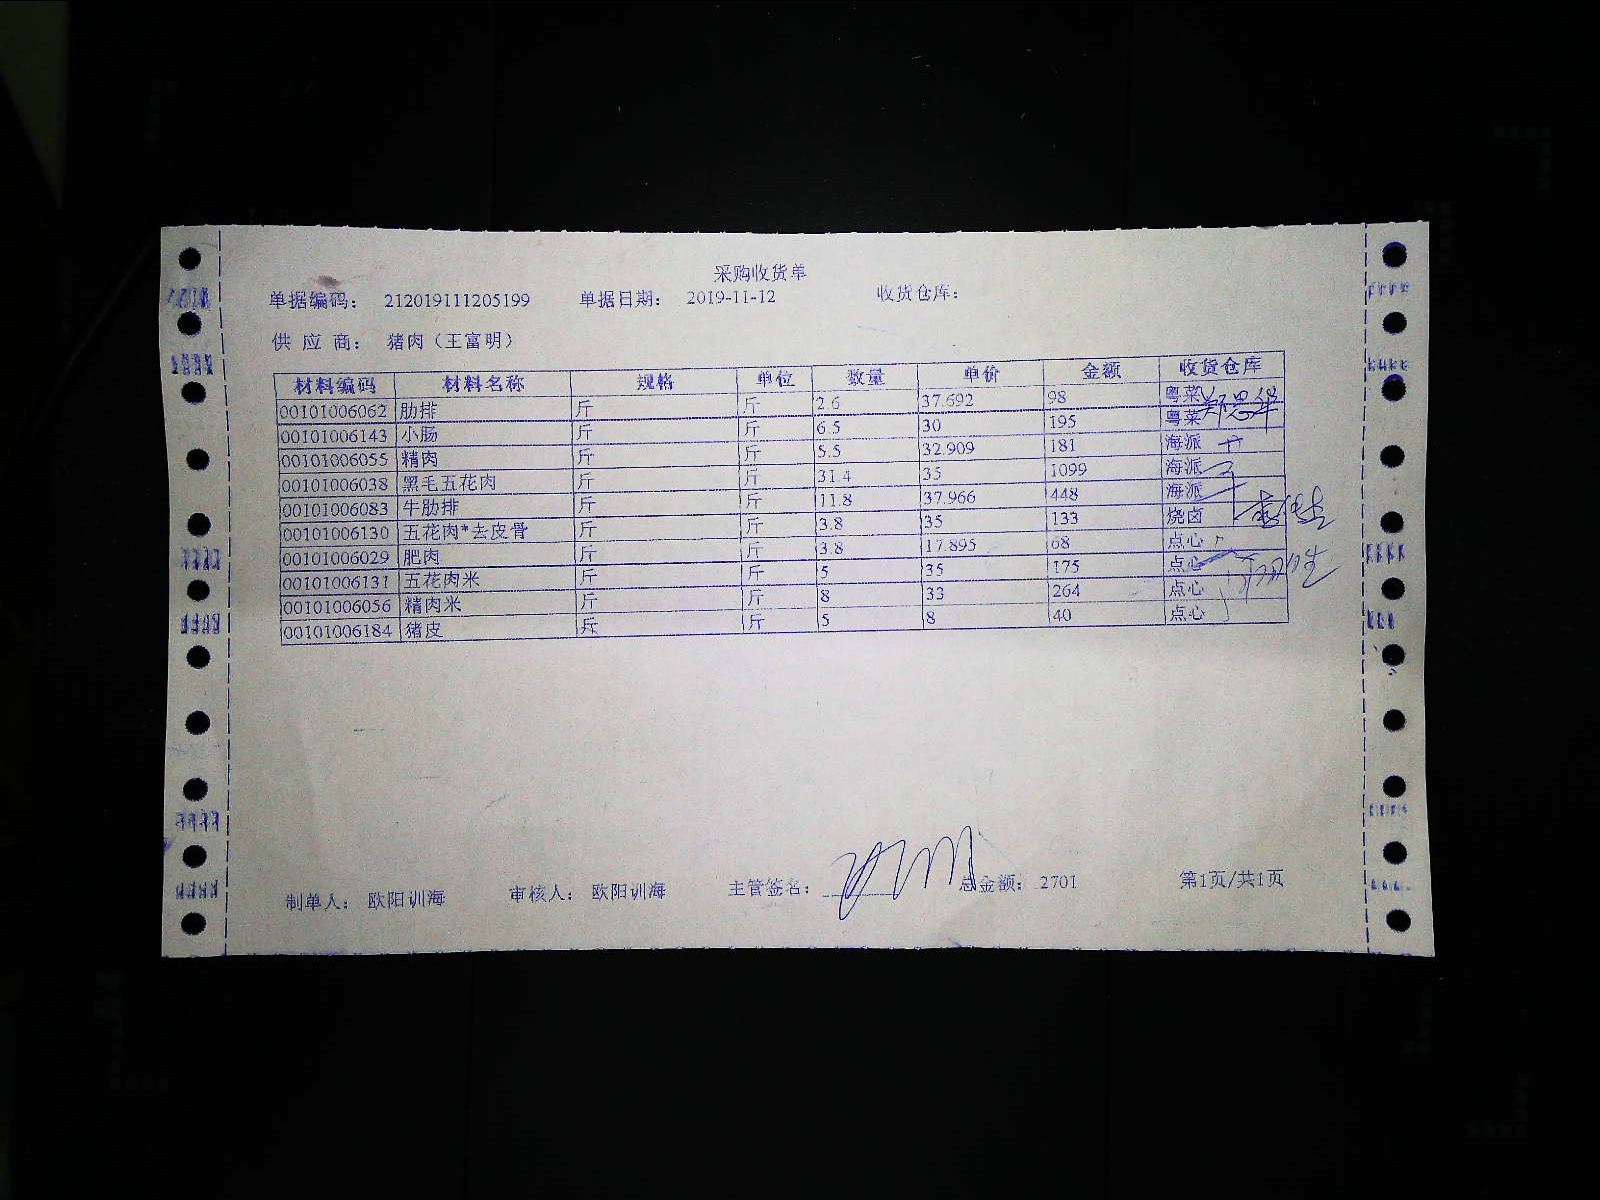 采购收货单
单据编码： 212019111205199 单据日期： 2019-11-12 收货仓库：
供 应 商： 猪肉（王富明）
材料编码 材料名称 规格 单位 数量 单价 金额 收货仓库
00101006062 肋排 斤 斤 2.6 37.692 98 粤菜
00101006143 小肠 斤 斤 6.5 30 195 粤菜
00101006055 精肉 斤 斤 5.5 32.909 181 海派
00101006038 黑毛五花肉 斤 斤 31.4 35 1099 海派
00101006083 牛肋排 斤 斤 11.8 37.966 448 海派
00101006130 五花肉*去皮骨 斤 斤 3.8 35 133 烧卤
00101006029 肥肉 斤 斤 3.8 17.895 68 点心
00101006131 五花肉米 斤 斤 5 35 175 点心
00101006056 精肉米 斤 斤 8 33 264 点心
00101006184 猪皮 斤 斤 5 8 40 点心
制单人： 欧阳训海 审核人： 欧阳训海 主管签名： 总金额： 2701 第1页/共1页